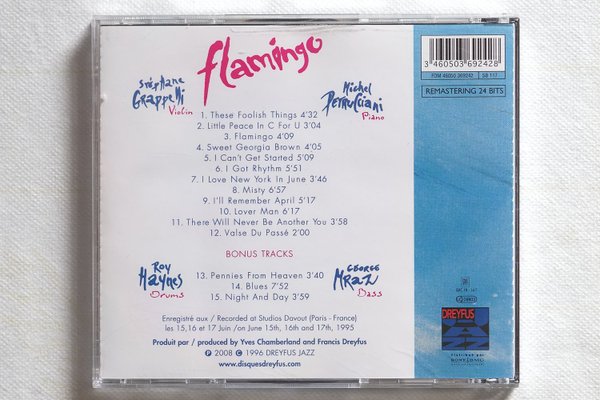 flamingo
Stéphane
Grappelli
Violin
Michel
Petrucciani
Piano
1. These Foolish Things 4'32
2. Little Peace In C For U 3'04
3. Flamingo 4'09
4. Sweet Georgia Brown 4'05
5. I Can't Get Started 5'09
6. I Got Rhythm 5'51
7. I Love New York In June 3'46
8. Misty 6'57
9. I'll Remember April 5'17
10. Lover Man 6'17
11. There Will Never Be Another You 3'58
12. Valse Du Passé 2'00
BONUS TRACKS
Roy
Haynes
Drums
George
Mraz
Bass
13. Pennies From Heaven 3'40
14. Blues 7'52
15. Night And Day 3'59
Enregistré aux / Recorded at Studios Davout (Paris - France)
les 15,16 et 17 Juin / on June 15th, 16th and 17th, 1995
Produit par / produced by Yves Chamberland and Francis Dreyfus
℗ 2008 © 1996 DREYFUS JAZZ
www.disquesdreyfus.com
3 460503 692428
FDM 46050 369242
SB 117
REMASTERING 24 BITS
DREYFUS
JAZZ